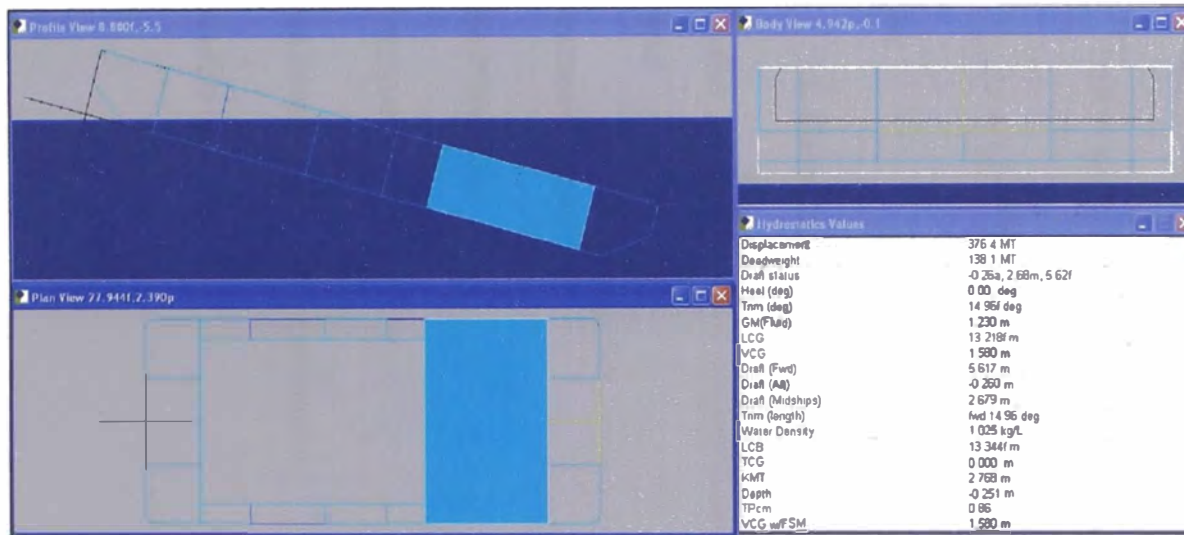 Profile View 8.880f,-5.5
Body View 4.942p,-0.1
Plan View 27.944f,2.390p
Hydrostatics Values
Displacement 376.4 MT
Deadweight 138.1 MT
Draft status -0.26a, 2.68m, 5.62f
Heel (deg) 0.00 deg
Trim (deg) 14.96f deg
GM(Fluid) 1.230 m
LCG 13.218f m
VCG 1.580 m
Draft (Fwd) 5.617 m
Draft (Aft) -0.260 m
Draft (Midships) 2.679 m
Trim (length) fwd 14.96 deg
Water Density 1.025 kg/L
LCB 13.344f m
TCG 0.000 m
KMT 2.768 m
Depth -0.251 m
TPcm 0.86
VCG w/FSM 1.580 m